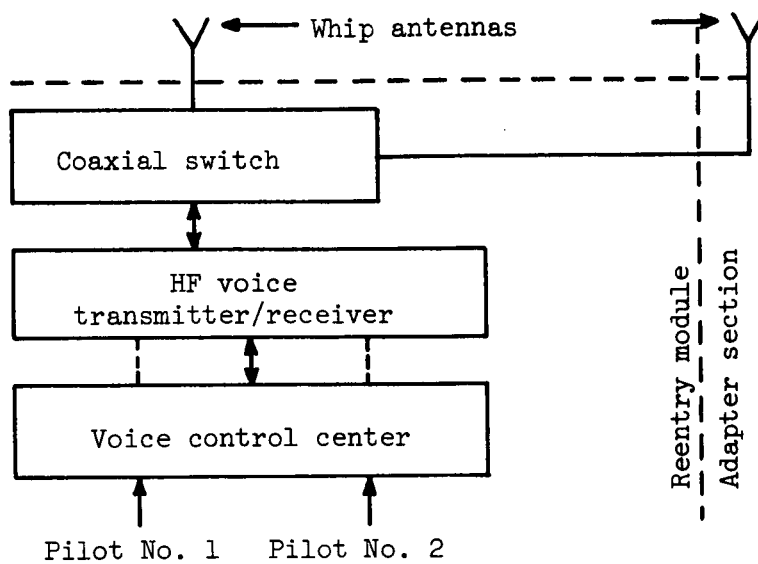 Whip antennas
Coaxial switch
HF voice
transmitter/receiver
Voice control center
Pilot No. 1
Pilot No. 2
Reentry module
Adapter section